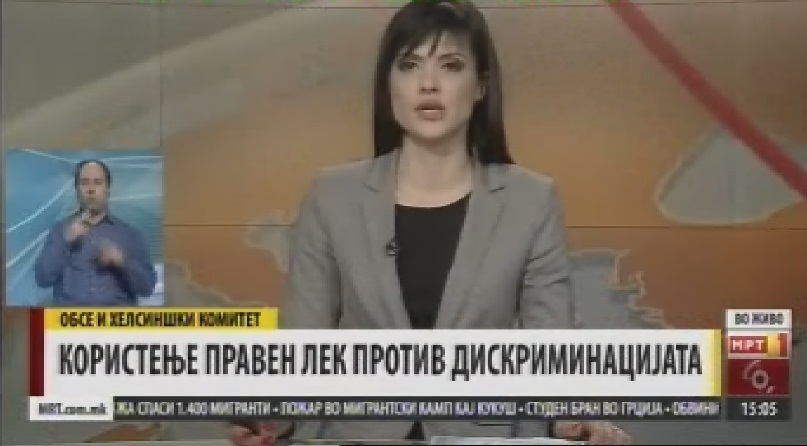 ОБСЕ И ХЕЛСИНШКИ КОМИТЕТ
ВО ЖИВО
КОРИСТЕЊЕ ПРАВЕН ЛЕК ПРОТИВ ДИСКРИМИНАЦИЈАТА
МРТ 1
MRT.com.mk
ЖА СПАСИ 1.400 МИГРАНТИ • ПОЖАР ВО МИГРАНТСКИ КАМП КАЈ КУКУШ • СТУДЕН БРАН ВО ГРЦИЈА • ОБВИНИ
15:05